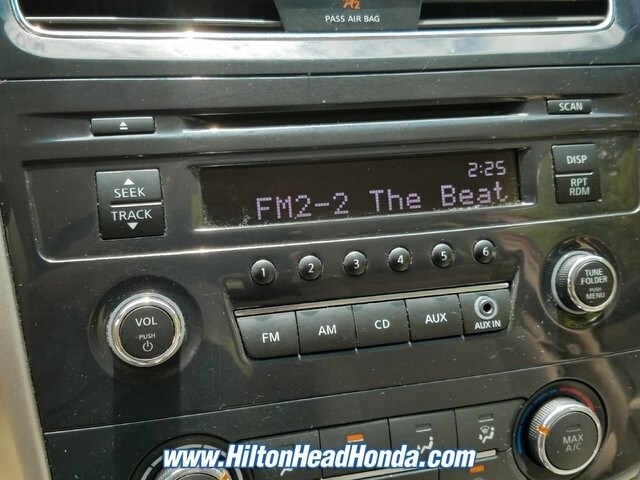 PASS AIR BAG
SCAN
SEEK
TRACK
2:25
FM2-2 The Beat
DISP
RPT
RDM
1 2 3 4 5 6
VOL
PUSH
FM AM CD AUX AUX IN
TUNE
FOLDER
PUSH
MENU
MAX
A/C
www.HiltonHeadHonda.com